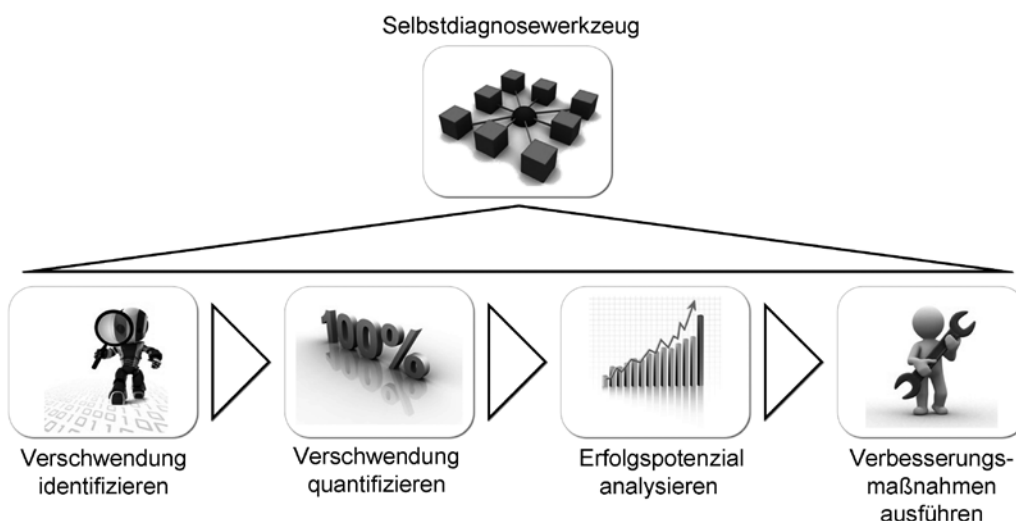 Selbstdiagnosewerkzeug
100%
Verschwendung
identifizieren
Verschwendung
quantifizieren
Erfolgspotenzial
analysieren
Verbesserungs-
maßnahmen
ausführen